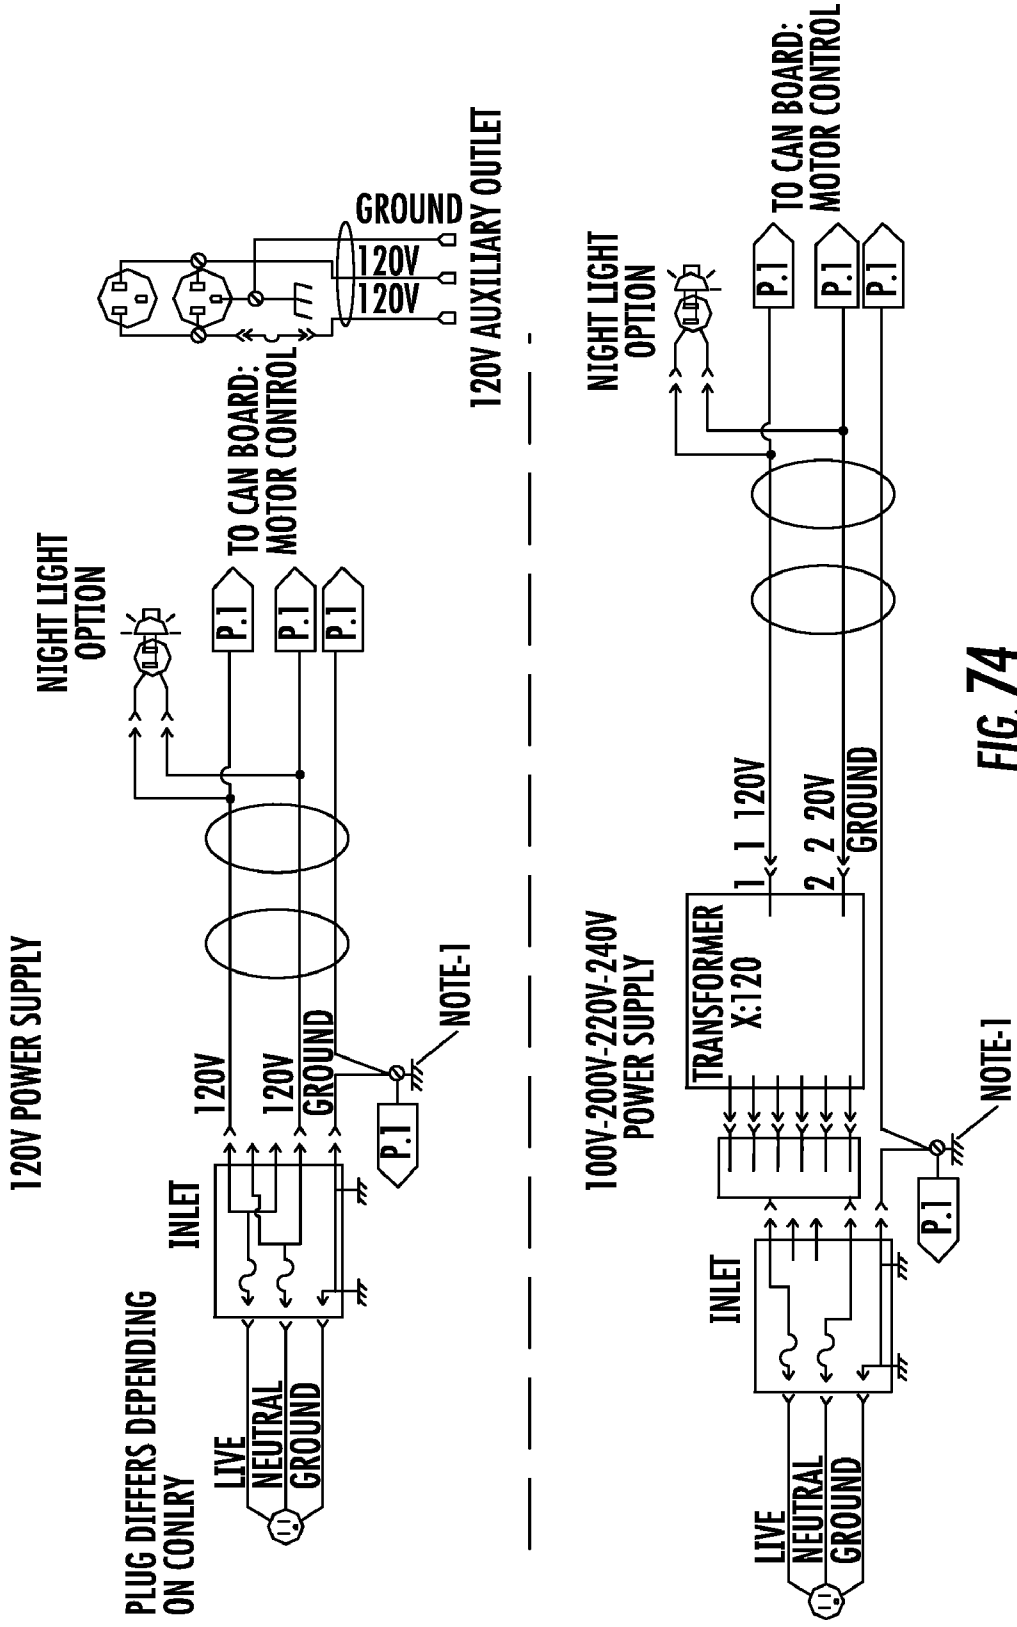 120V POWER SUPPLY
PLUG DIFFERS DEPENDING
ON CONLRY
LIVE
NEUTRAL
GROUND
INLET
120V
120V
GROUND
P.1
NOTE-1
NIGHT LIGHT
OPTION
P.1
P.1
P.1
TO CAN BOARD:
MOTOR CONTROL
GROUND
120V
120V
120V AUXILIARY OUTLET
100V-200V-220V-240V
POWER SUPPLY
LIVE
NEUTRAL
GROUND
INLET
TRANSFORMER
X:120
1 1 120V
2 2 20V
GROUND
P.1
NOTE-1
NIGHT LIGHT
OPTION
P.1
P.1
P.1
TO CAN BOARD:
MOTOR CONTROL
FIG. 74